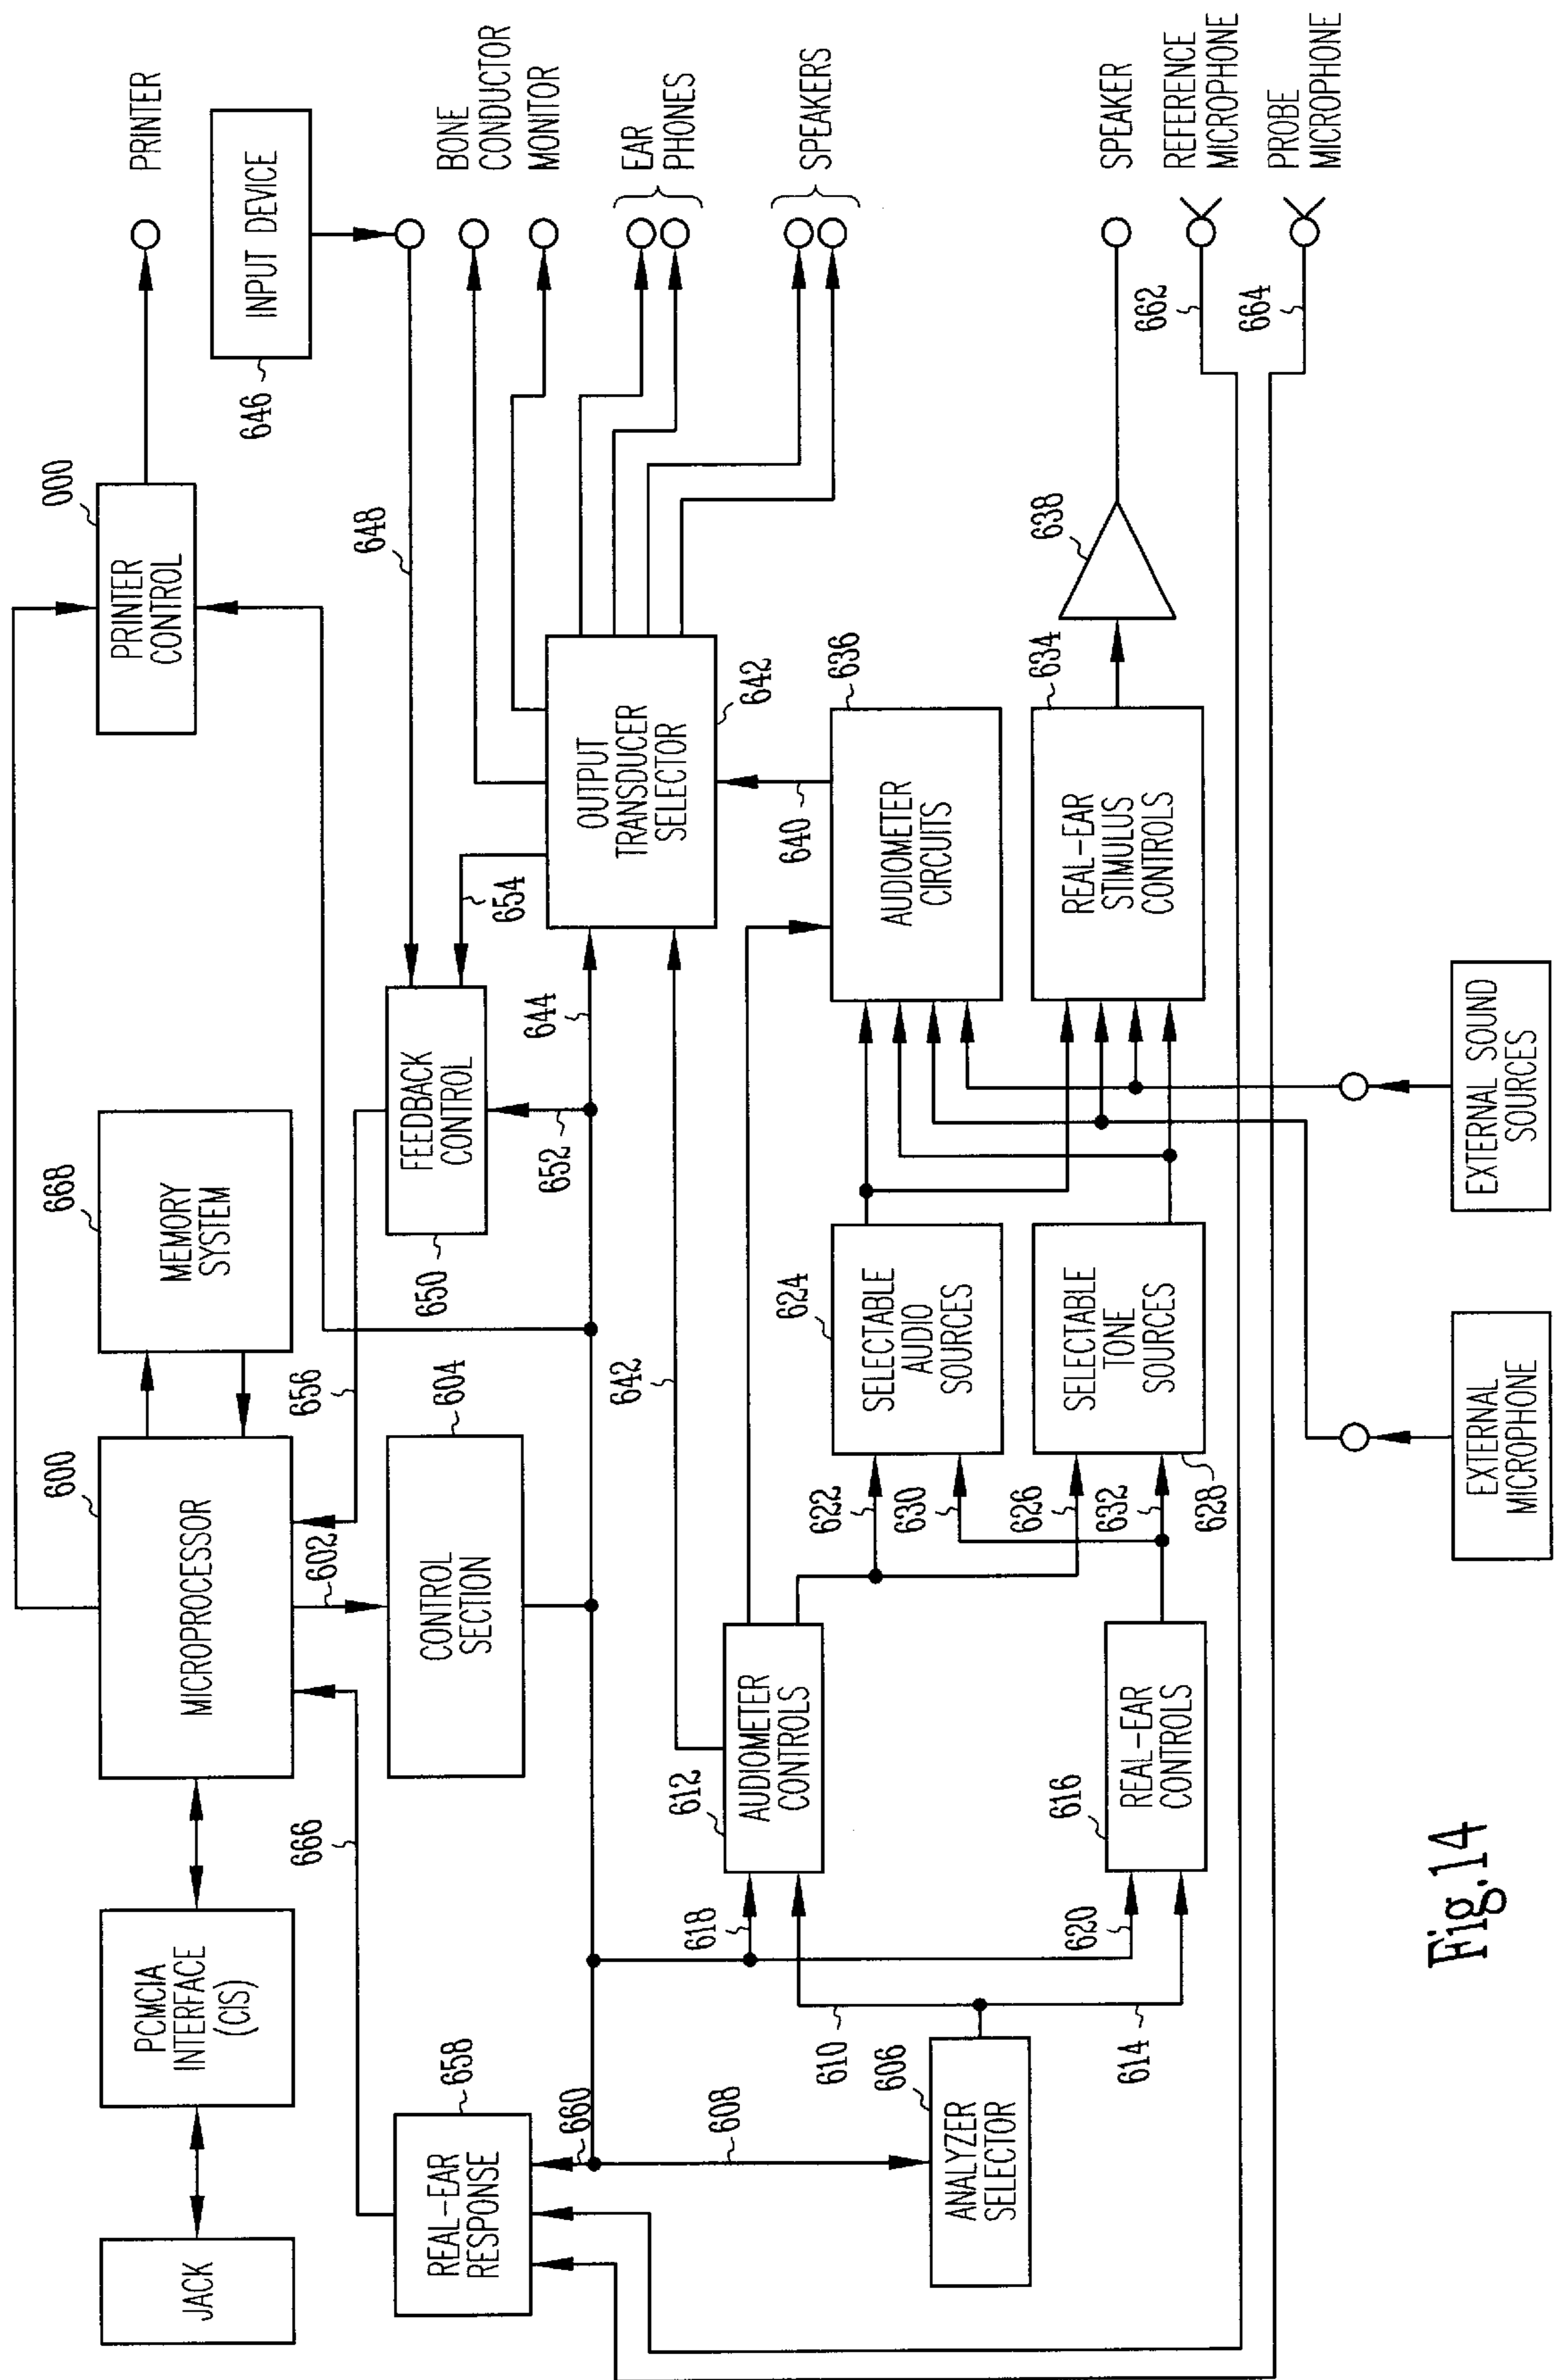 JACK
PCMCIA
INTERFACE
(CIS)
600
MICROPROCESSOR
668
MEMORY
SYSTEM
000
PRINTER
CONTROL
PRINTER
INPUT DEVICE
646
666
602
656
648
604
CONTROL
SECTION
FEEDBACK
CONTROL
650
652
654
644
BONE
CONDUCTOR
MONITOR
EAR
PHONES
SPEAKERS
658
REAL-EAR
RESPONSE
660
608
OUTPUT
TRANSDUCER
SELECTOR
642
642
640
612
AUDIOMETER
CONTROLS
618
610
606
ANALYZER
SELECTOR
614
620
616
REAL-EAR
CONTROLS
622
630
626
632
628
624
SELECTABLE
AUDIO
SOURCES
SELECTABLE
TONE
SOURCES
636
AUDIOMETER
CIRCUITS
634
REAL-EAR
STIMULUS
CONTROLS
638
SPEAKER
662
REFERENCE
MICROPHONE
664
PROBE
MICROPHONE
EXTERNAL
MICROPHONE
EXTERNAL SOUND
SOURCES
Fig.14